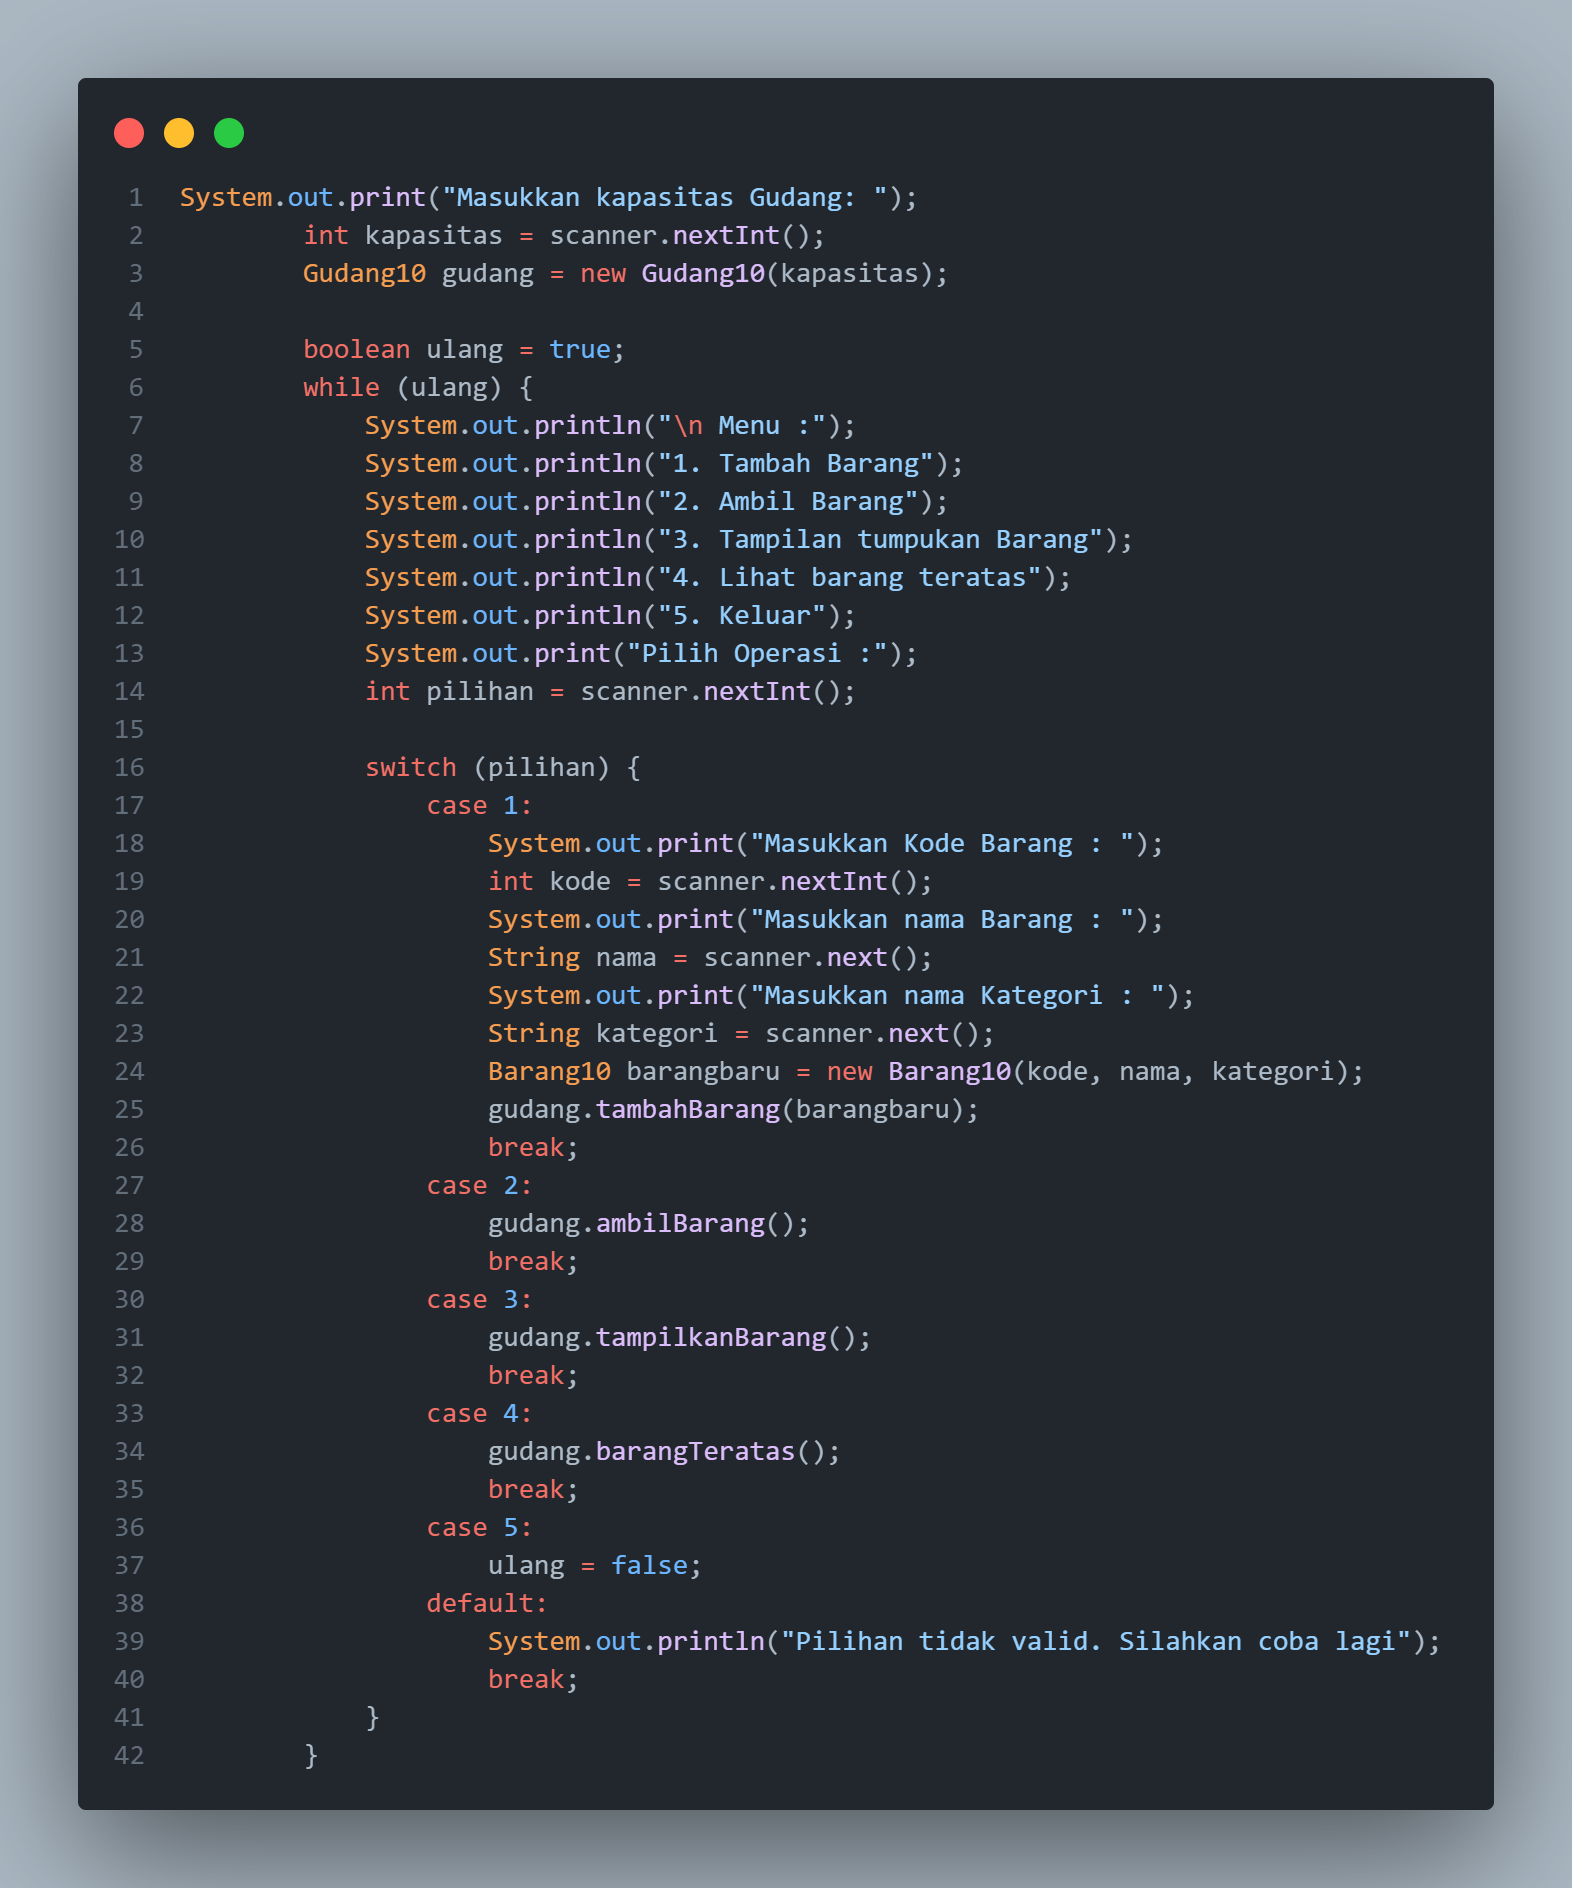 1 System.out.print("Masukkan kapasitas Gudang: ");
2         int kapasitas = scanner.nextInt();
3         Gudang10 gudang = new Gudang10(kapasitas);
4
5         boolean ulang = true;
6         while (ulang) {
7             System.out.println("\n Menu :");
8             System.out.println("1. Tambah Barang");
9             System.out.println("2. Ambil Barang");
10             System.out.println("3. Tampilan tumpukan Barang");
11             System.out.println("4. Lihat barang teratas");
12             System.out.println("5. Keluar");
13             System.out.print("Pilih Operasi :");
14             int pilihan = scanner.nextInt();
15
16             switch (pilihan) {
17                 case 1:
18                     System.out.print("Masukkan Kode Barang : ");
19                     int kode = scanner.nextInt();
20                     System.out.print("Masukkan nama Barang : ");
21                     String nama = scanner.next();
22                     System.out.print("Masukkan nama Kategori : ");
23                     String kategori = scanner.next();
24                     Barang10 barangbaru = new Barang10(kode, nama, kategori);
25                     gudang.tambahBarang(barangbaru);
26                     break;
27                 case 2:
28                     gudang.ambilBarang();
29                     break;
30                 case 3:
31                     gudang.tampilkanBarang();
32                     break;
33                 case 4:
34                     gudang.barangTeratas();
35                     break;
36                 case 5:
37                     ulang = false;
38                 default:
39                     System.out.println("Pilihan tidak valid. Silahkan coba lagi");
40                     break;
41             }
42         }